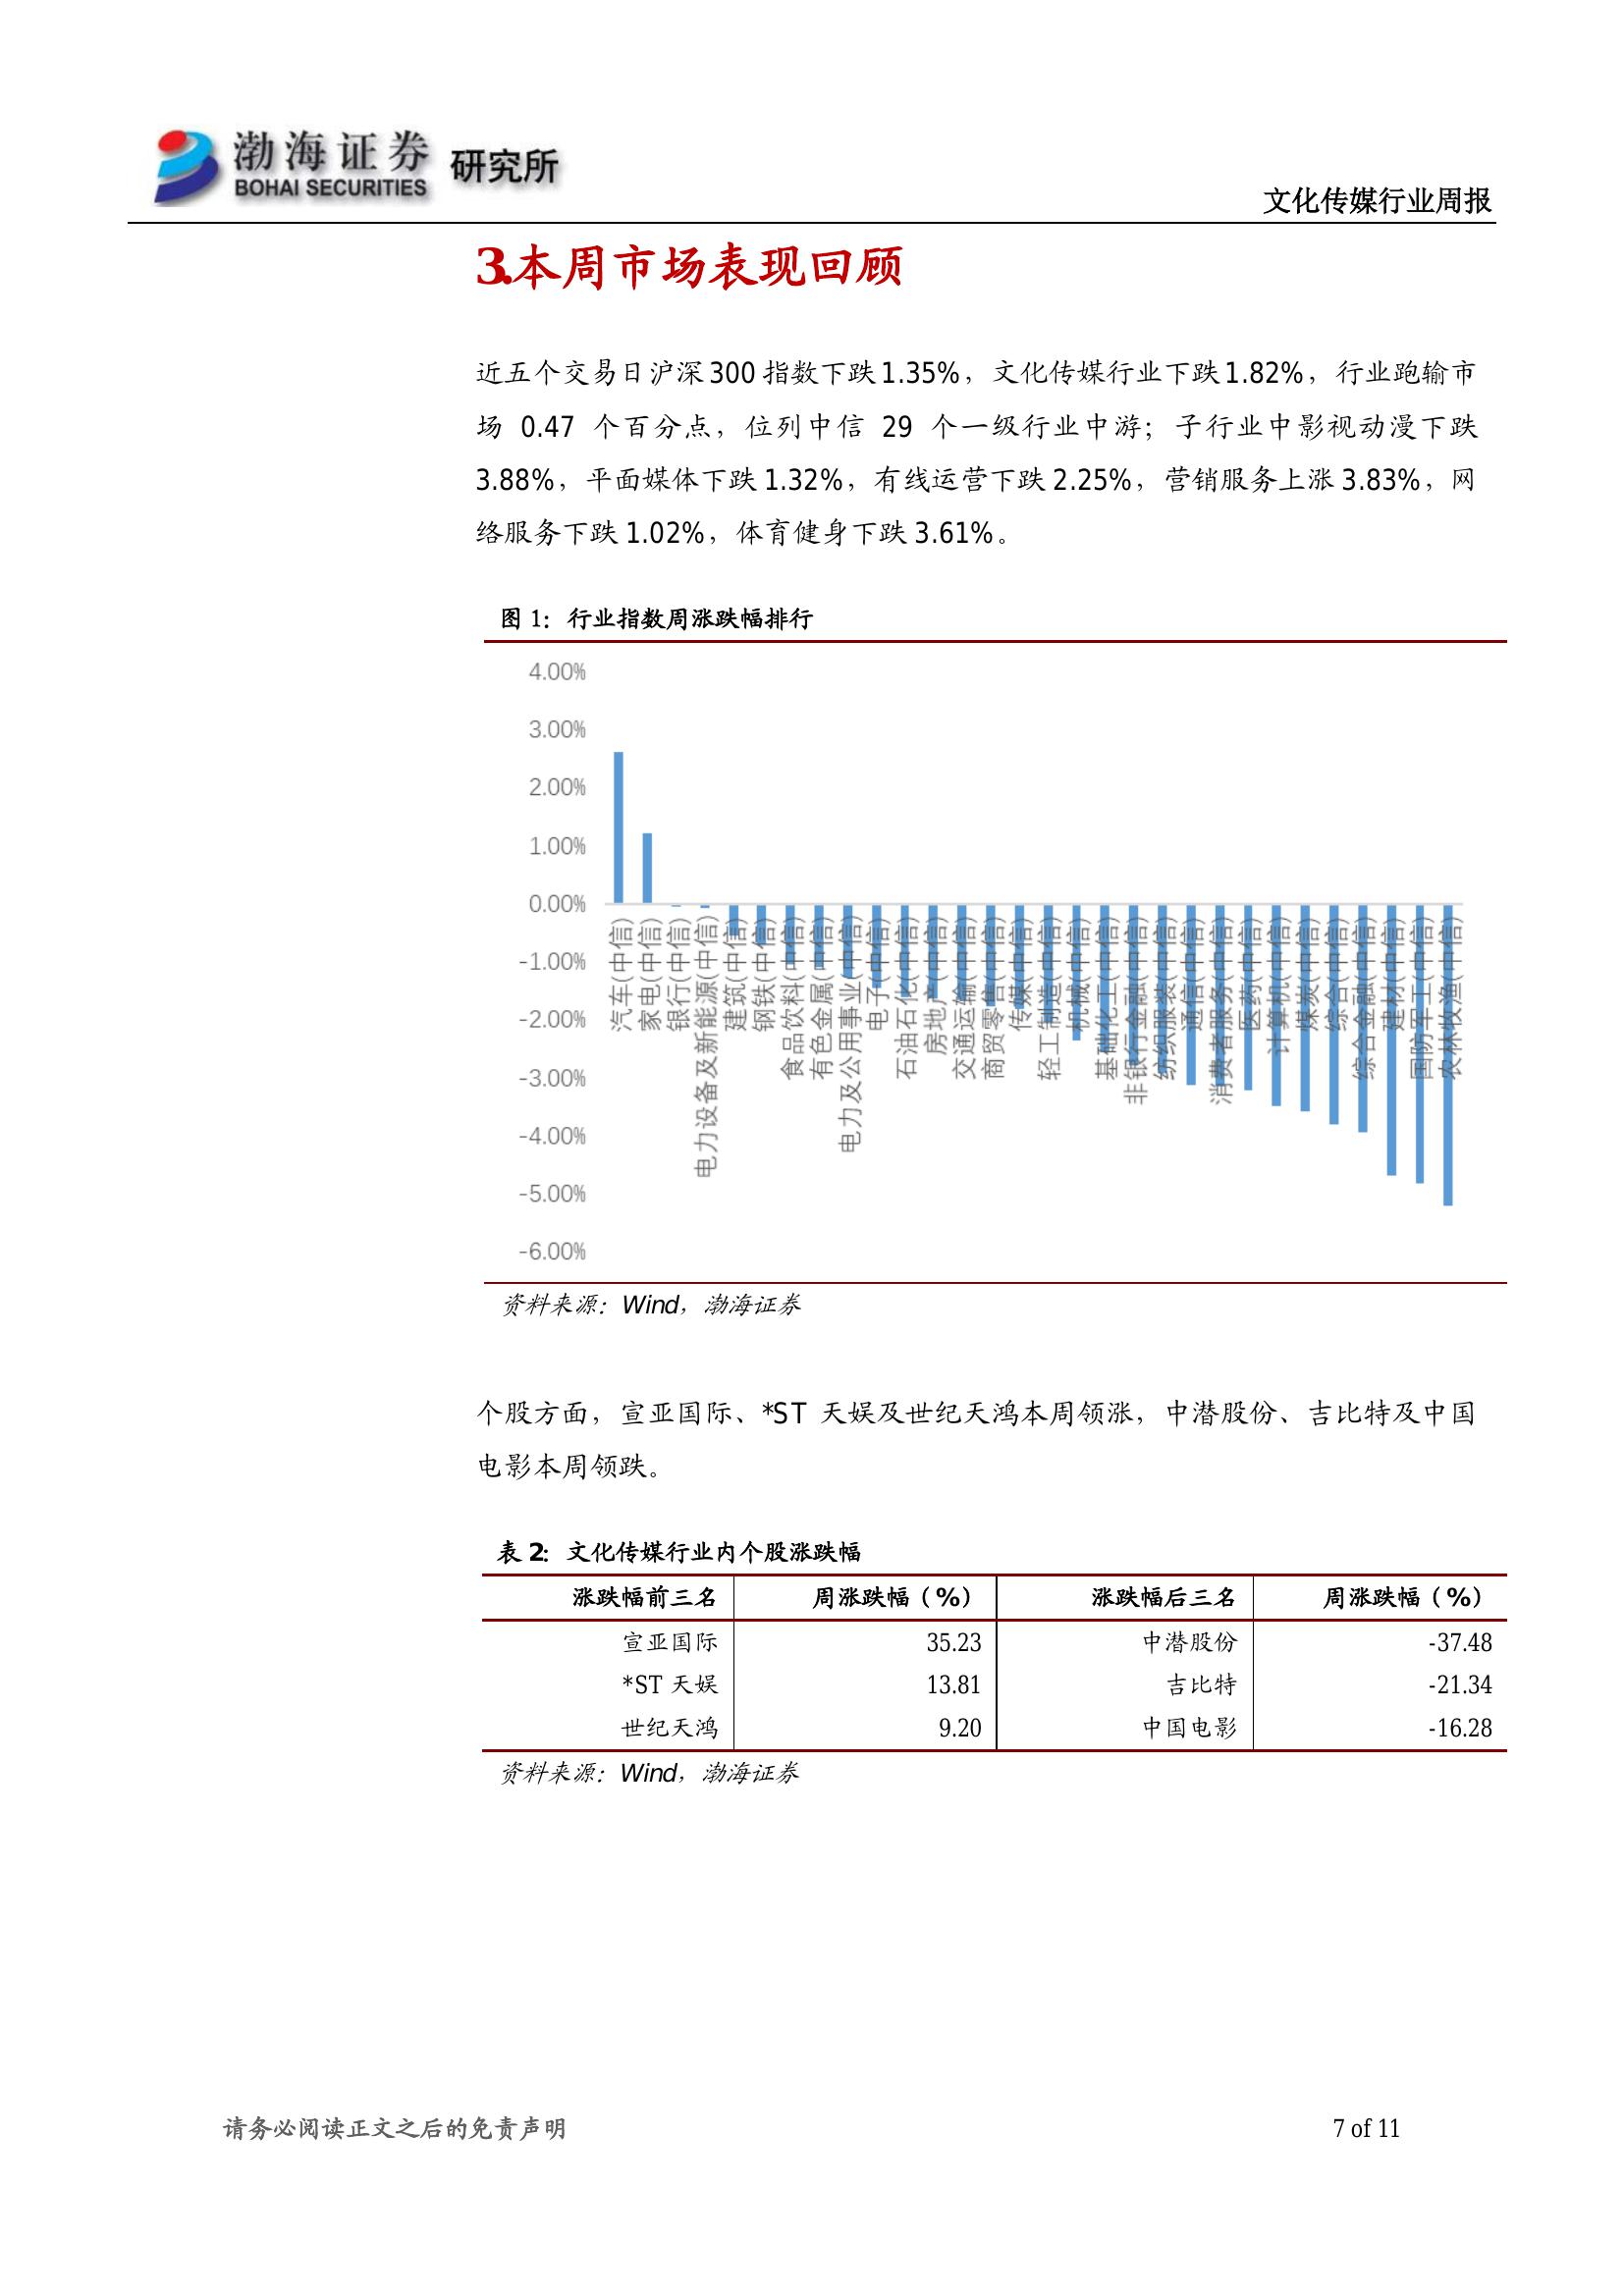 渤海证券 研究所
BOHAI SECURITIES
文化传媒行业周报
3.本周市场表现回顾
近五个交易日沪深 300 指数下跌 1.35%，文化传媒行业下跌 1.82%，行业跑输市
场 0.47 个百分点，位列中信 29 个一级行业中游；子行业中影视动漫下跌
3.88%，平面媒体下跌 1.32%，有线运营下跌 2.25%，营销服务上涨 3.83%，网
络服务下跌 1.02%，体育健身下跌 3.61%。
图 1：行业指数周涨跌幅排行
4.00%
3.00%
2.00%
1.00%
0.00%
-1.00%
-2.00%
-3.00%
-4.00%
-5.00%
-6.00%
汽车(中信)
家电(中信)
银行(中信)
电力设备及新能源(中信)
建筑(中信)
钢铁(中信)
食品饮料(中信)
有色金属(中信)
电力及公用事业(中信)
电子(中信)
石油石化(中信)
房地产(中信)
交通运输(中信)
商贸零售(中信)
传媒(中信)
轻工制造(中信)
机械(中信)
基础化工(中信)
非银行金融(中信)
纺织服装(中信)
通信(中信)
消费者服务(中信)
医药(中信)
计算机(中信)
煤炭(中信)
综合(中信)
综合金融(中信)
建材(中信)
国防军工(中信)
农林牧渔(中信)
资料来源：Wind，渤海证券
个股方面，宣亚国际、*ST 天娱及世纪天鸿本周领涨，中潜股份、吉比特及中国
电影本周领跌。
表 2：文化传媒行业内个股涨跌幅
涨跌幅前三名 周涨跌幅（%） 涨跌幅后三名 周涨跌幅（%）
宣亚国际 35.23 中潜股份 -37.48
*ST 天娱 13.81 吉比特 -21.34
世纪天鸿 9.20 中国电影 -16.28
资料来源：Wind，渤海证券
请务必阅读正文之后的免责声明 7 of 11